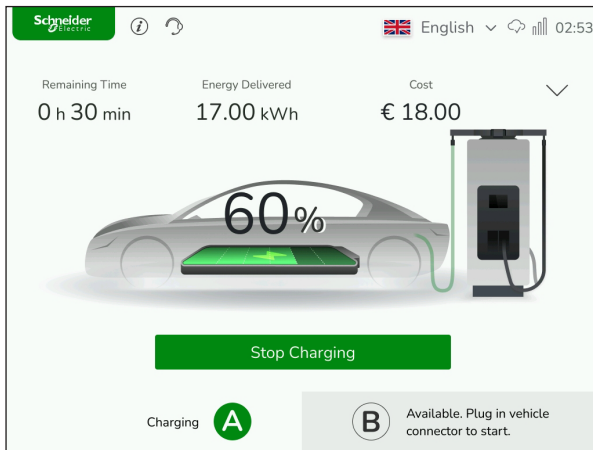 Schneider
Electric
i
English
02:53
Remaining Time
0 h 30 min
Energy Delivered
17.00 kWh
Cost
€ 18.00
60%
Stop Charging
Charging
A
B
Available. Plug in vehicle
connector to start.